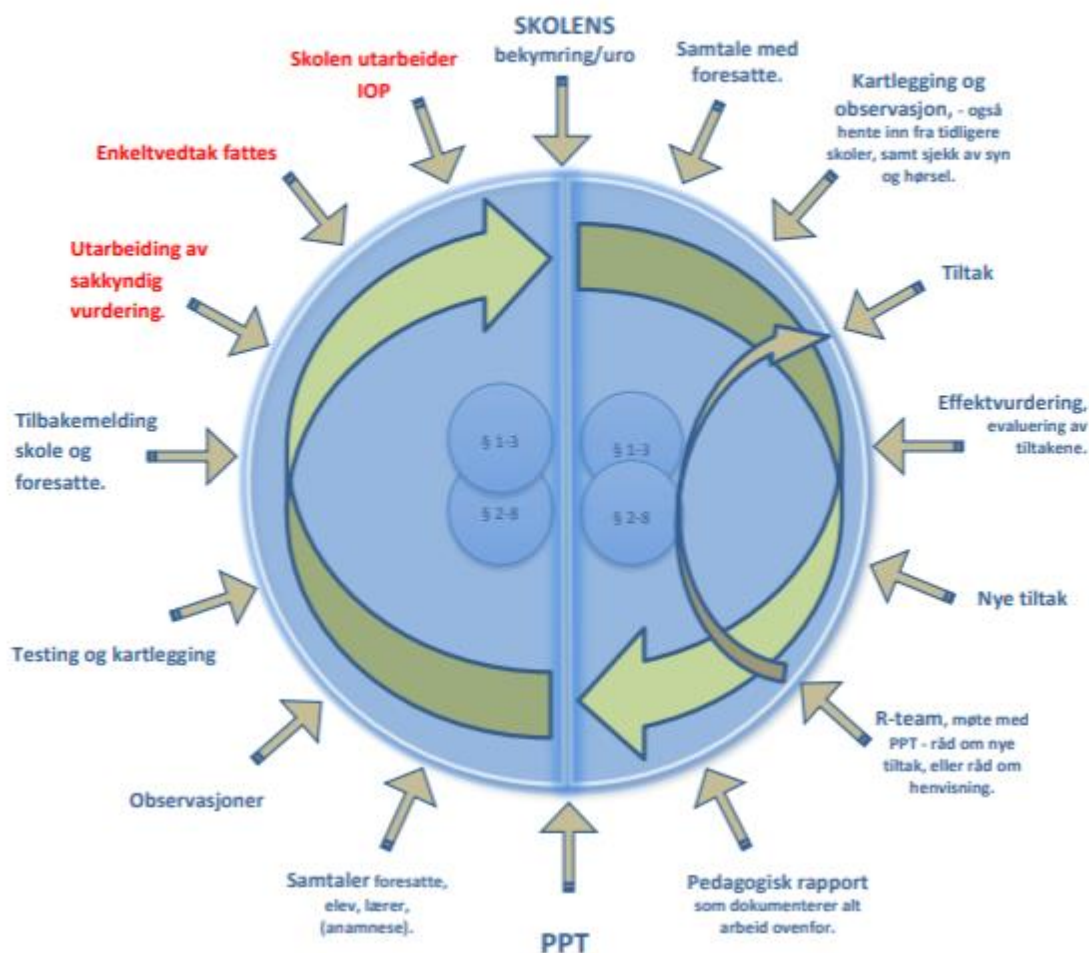 SKOLENS
bekymring/uro
Samtale med
foresatte.
Kartlegging og
observasjon, - også
hente inn fra tidligere
skoler, samt sjekk av syn
og hørsel.
Tiltak
Effektvurdering,
evaluering av
tiltakene.
Nye tiltak
R-team, møte med
PPT - råd om nye
tiltak, eller råd om
henvisning.
Pedagogisk rapport
som dokumenterer alt
arbeid ovenfor.
PPT
Samtaler foresatte,
elev, lærer,
(anamnese).
Observasjoner
Testing og kartlegging
Tilbakemelding
skole og
foresatte.
Utarbeiding av
sakkyndig
vurdering.
Enkeltvedtak fattes
Skolen utarbeider
IOP
§ 1-3
§ 2-8
§ 1-3
§ 2-8